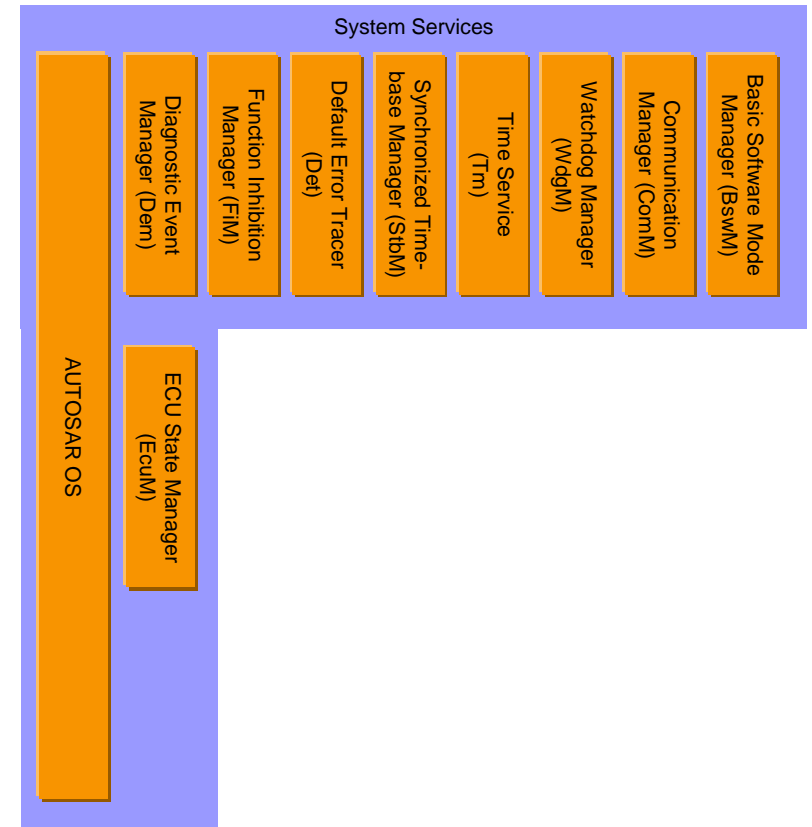 System Services
AUTOSAR OS
Diagnostic Event
Manager (Dem)
Function Inhibition
Manager (FiM)
Default Error Tracer
(Det)
Synchronized Time-
base Manager (StbM)
Time Service
(Tm)
Watchdog Manager
(WdgM)
Communication
Manager (ComM)
Basic Software Mode
Manager (BswM)
ECU State Manager
(EcuM)